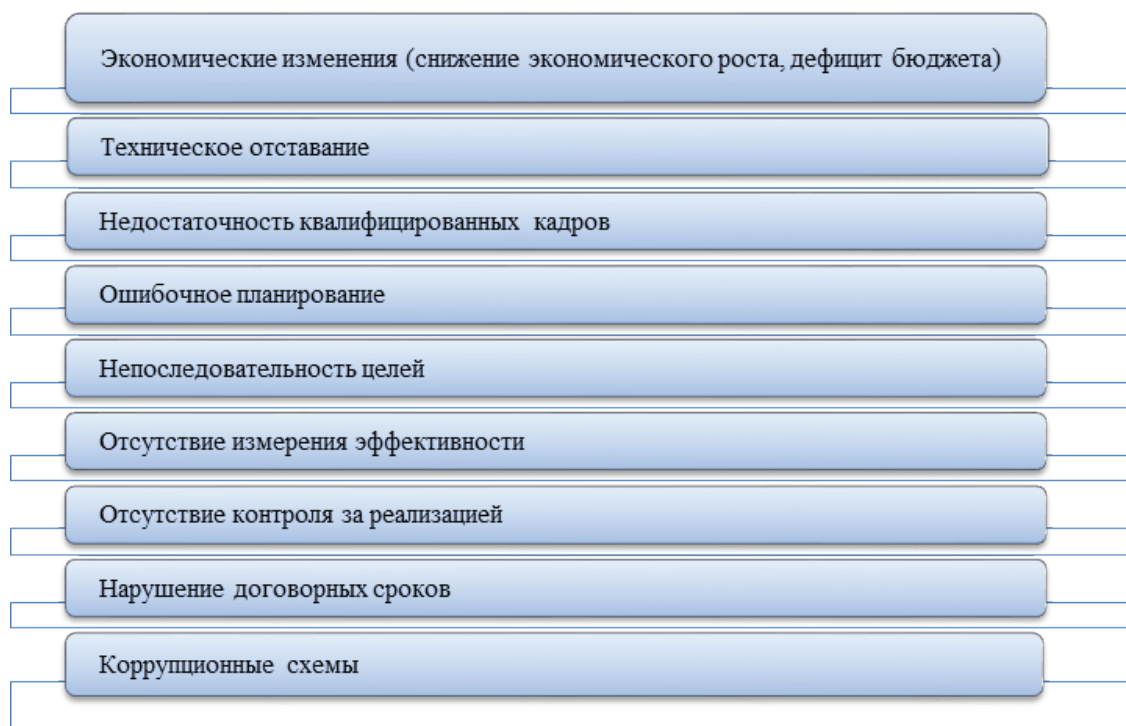 Экономические изменения (снижение экономического роста, дефицит бюджета)
Техническое отставание
Недостаточность квалифицированных кадров
Ошибочное планирование
Непоследовательность целей
Отсутствие измерения эффективности
Отсутствие контроля за реализацией
Нарушение договорных сроков
Коррупционные схемы